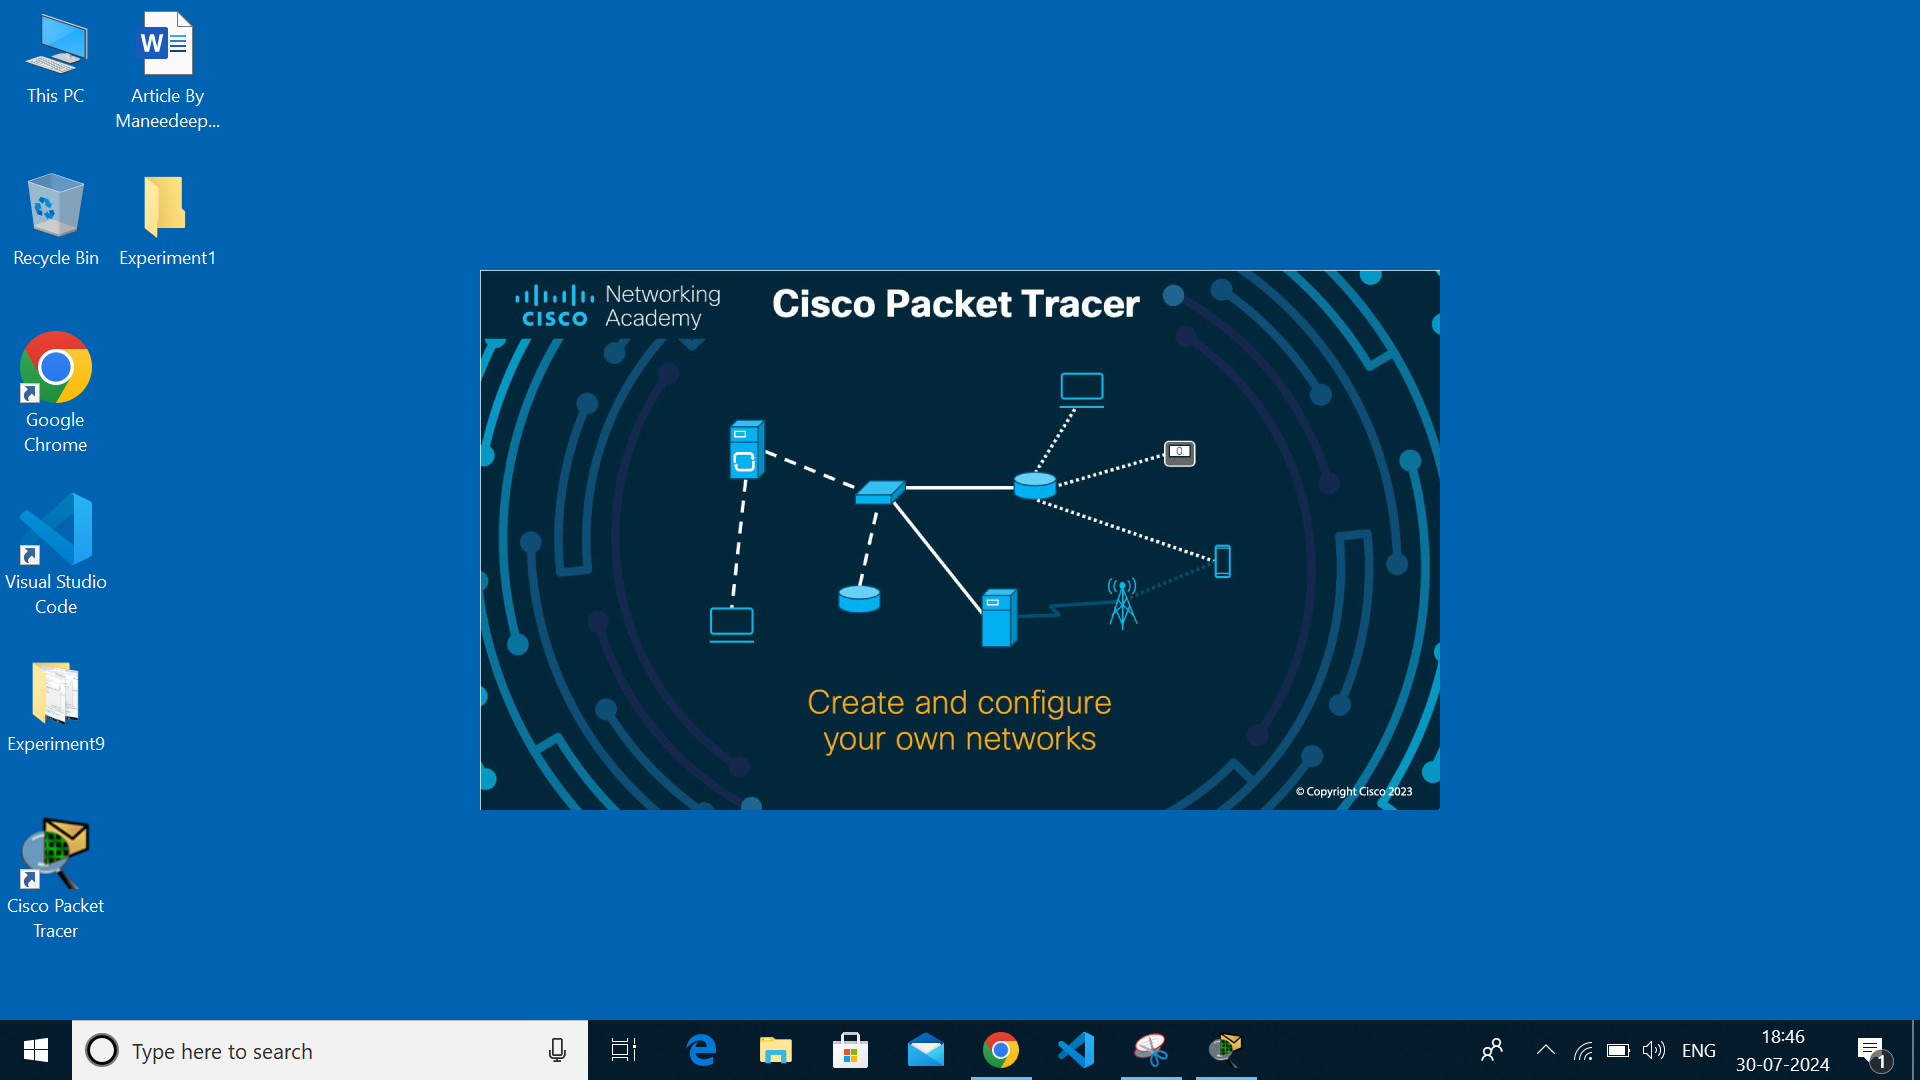 This PC
Article By
Maneedeep...
Recycle Bin
Experiment1
Google
Chrome
Visual Studio
Code
Experiment9
Cisco Packet
Tracer
CISCO
Networking
Academy
Cisco Packet Tracer
0
Create and configure
your own networks
© Copyright Cisco 2023
Type here to search
ENG
18:46
30-07-2024
1
W